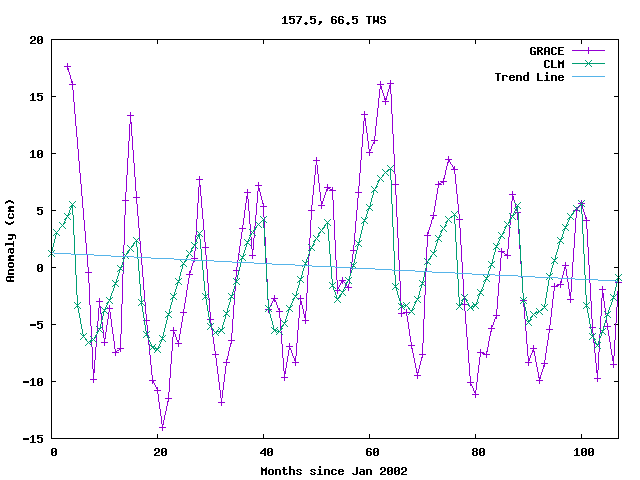 157.5, 66.5 TWS
GRACE
CLM
Trend Line
20
15
10
5
0
-5
-10
-15
Anomaly (cm)
0 20 40 60 80 100
Months since Jan 2002